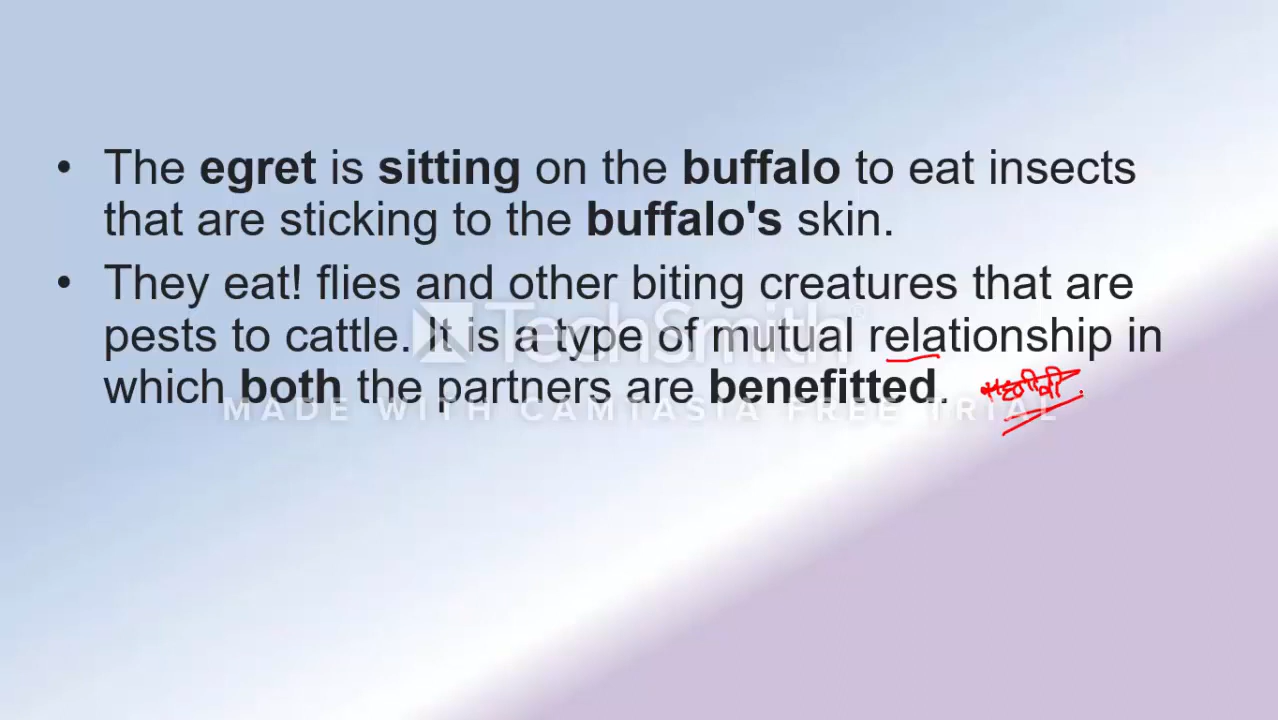 • The egret is sitting on the buffalo to eat insects
that are sticking to the buffalo's skin.
• They eat! flies and other biting creatures that are
pests to cattle. It is a type of mutual relationship in
which both the partners are benefitted.
TechSmith
MADE WITH CAMTASIA FREE TRIAL